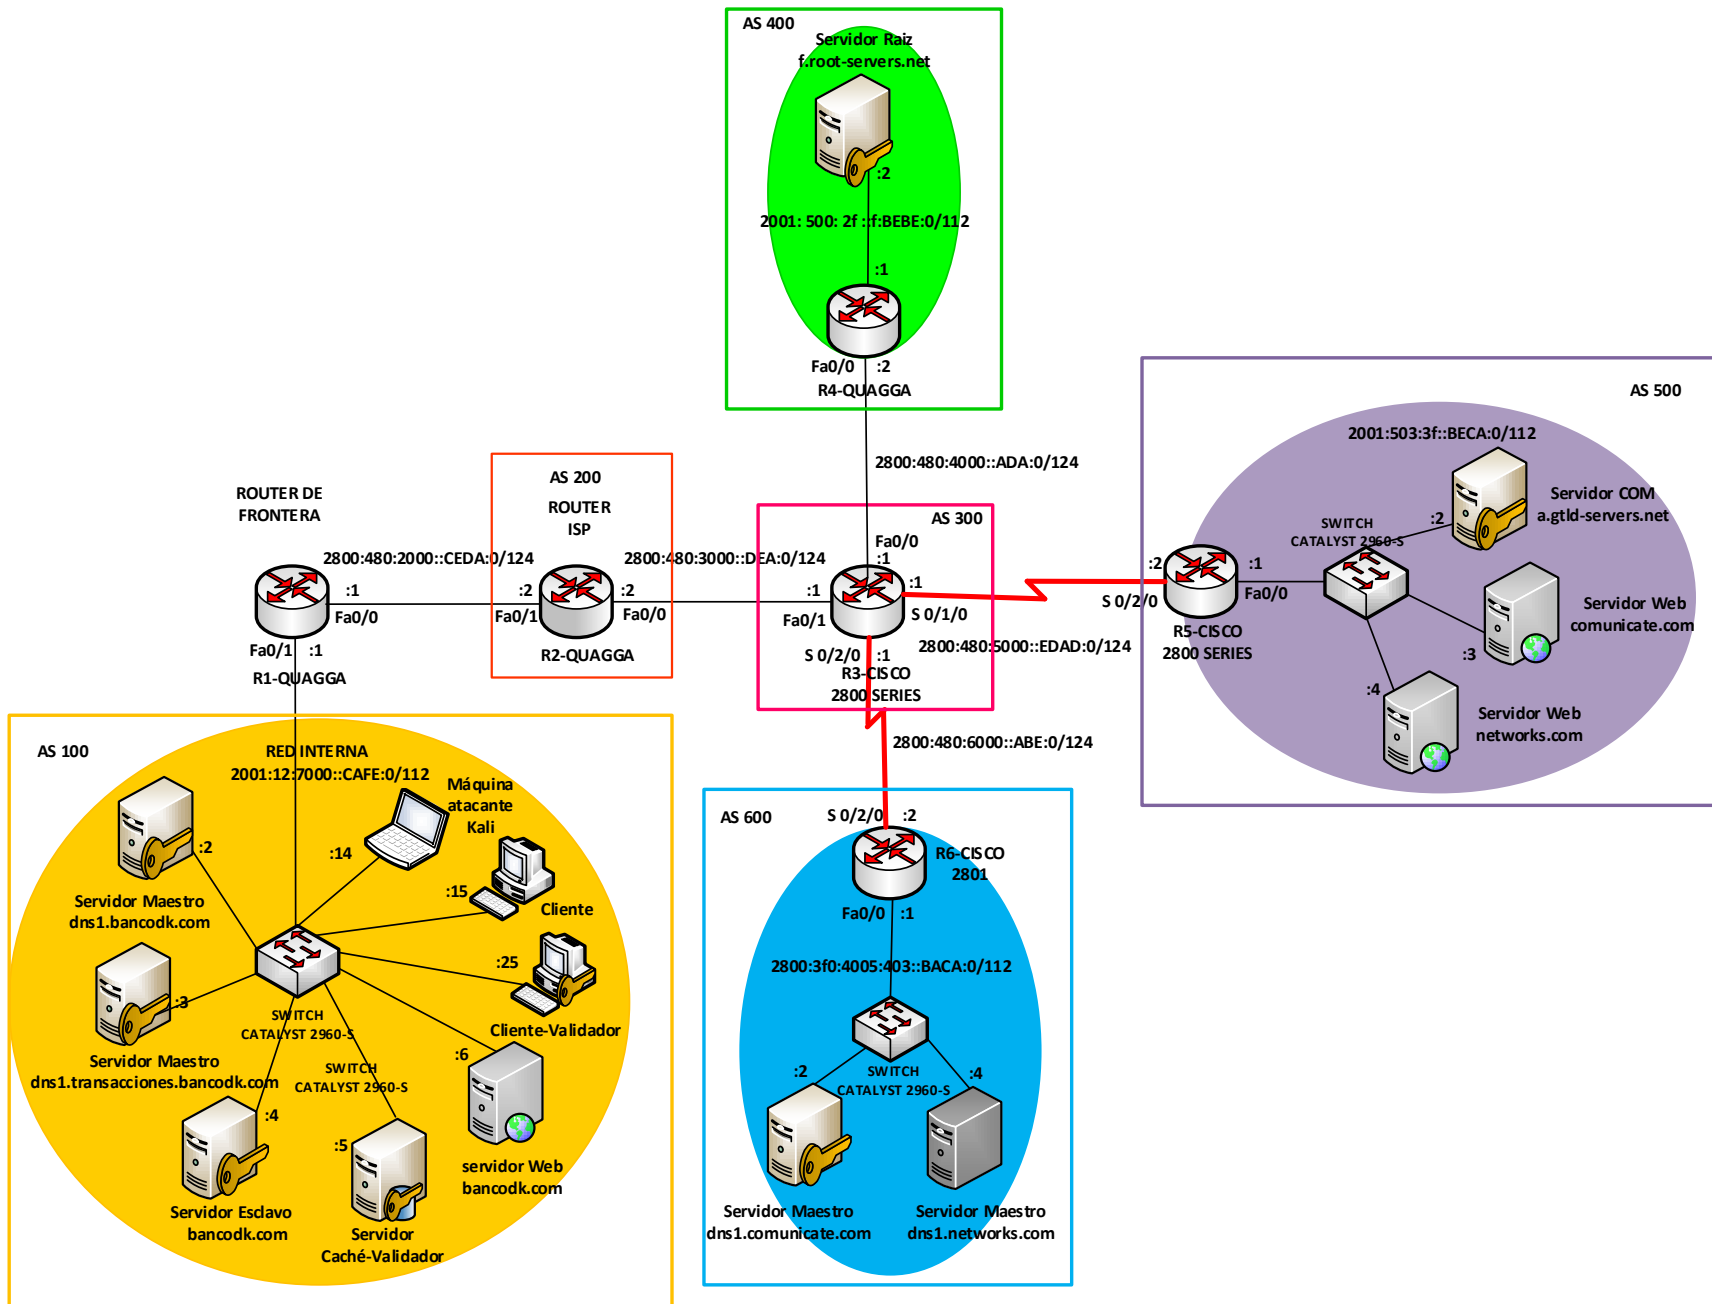 AS 400
Servidor Raiz
f.root-servers.net
:2
2001: 500: 2f ::f:BEBE:0/112
:1
Fa0/0 :2
R4-QUAGGA
2800:480:4000::ADA:0/124
AS 500
2001:503:3f::BECA:0/112
Servidor COM
a.gtld-servers.net
:2
SWITCH
CATALYST 2960-S
:2
:1
S 0/2/0
Fa0/0
R5-CISCO
2800 SERIES
Servidor Web
comunicate.com
:3
:4
Servidor Web
networks.com
ROUTER DE
FRONTERA
AS 200
ROUTER
ISP
AS 300
Fa0/0
:1
2800:480:2000::CEDA:0/124
2800:480:3000::DEA:0/124
:1
Fa0/0
:2
Fa0/1
:2
Fa0/0
:1
Fa0/1
:1
S 0/1/0
2800:480:5000::EDAD:0/124
Fa0/1 :1
R1-QUAGGA
R2-QUAGGA
S 0/2/0 :1
R3-CISCO
2800 SERIES
2800:480:6000::ABE:0/124
AS 100
RED INTERNA
2001:12:7000::CAFE:0/112
Máquina
atacante
Kali
:2
:14
:15
Cliente
Servidor Maestro
dns1.bancodk.com
:25
Cliente-Validador
:3
SWITCH
CATALYST 2960-S
Servidor Maestro
dns1.transacciones.bancodk.com
SWITCH
CATALYST 2960-S
:6
:4
:5
servidor Web
bancodk.com
Servidor Esclavo
bancodk.com
Servidor
Caché-Validador
AS 600
S 0/2/0 :2
R6-CISCO
2801
Fa0/0 :1
2800:3f0:4005:403::BACA:0/112
:2
SWITCH
CATALYST 2960-S
:4
Servidor Maestro
dns1.comunicate.com
Servidor Maestro
dns1.networks.com